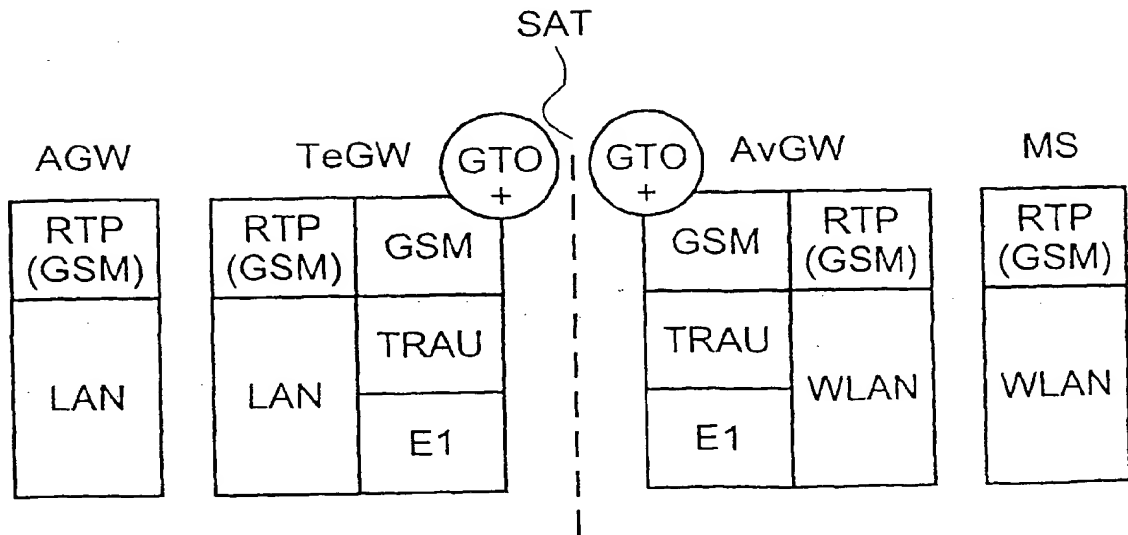 SAT
AGW
TeGW
GTO
+
GTO
+
AvGW
MS
RTP
(GSM)
LAN
RTP
(GSM)
LAN
GSM
TRAU
E1
GSM
TRAU
E1
RTP
(GSM)
WLAN
RTP
(GSM)
WLAN